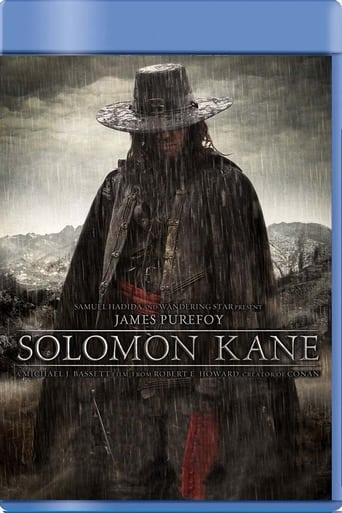 SAMUEL HADIDA AND WANDERING STAR PRESENT
JAMES PUREFOY
SOLOMON KANE
A MICHAEL J. BASSETT FILM. FROM ROBERT E. HOWARD, CREATOR OF CONAN